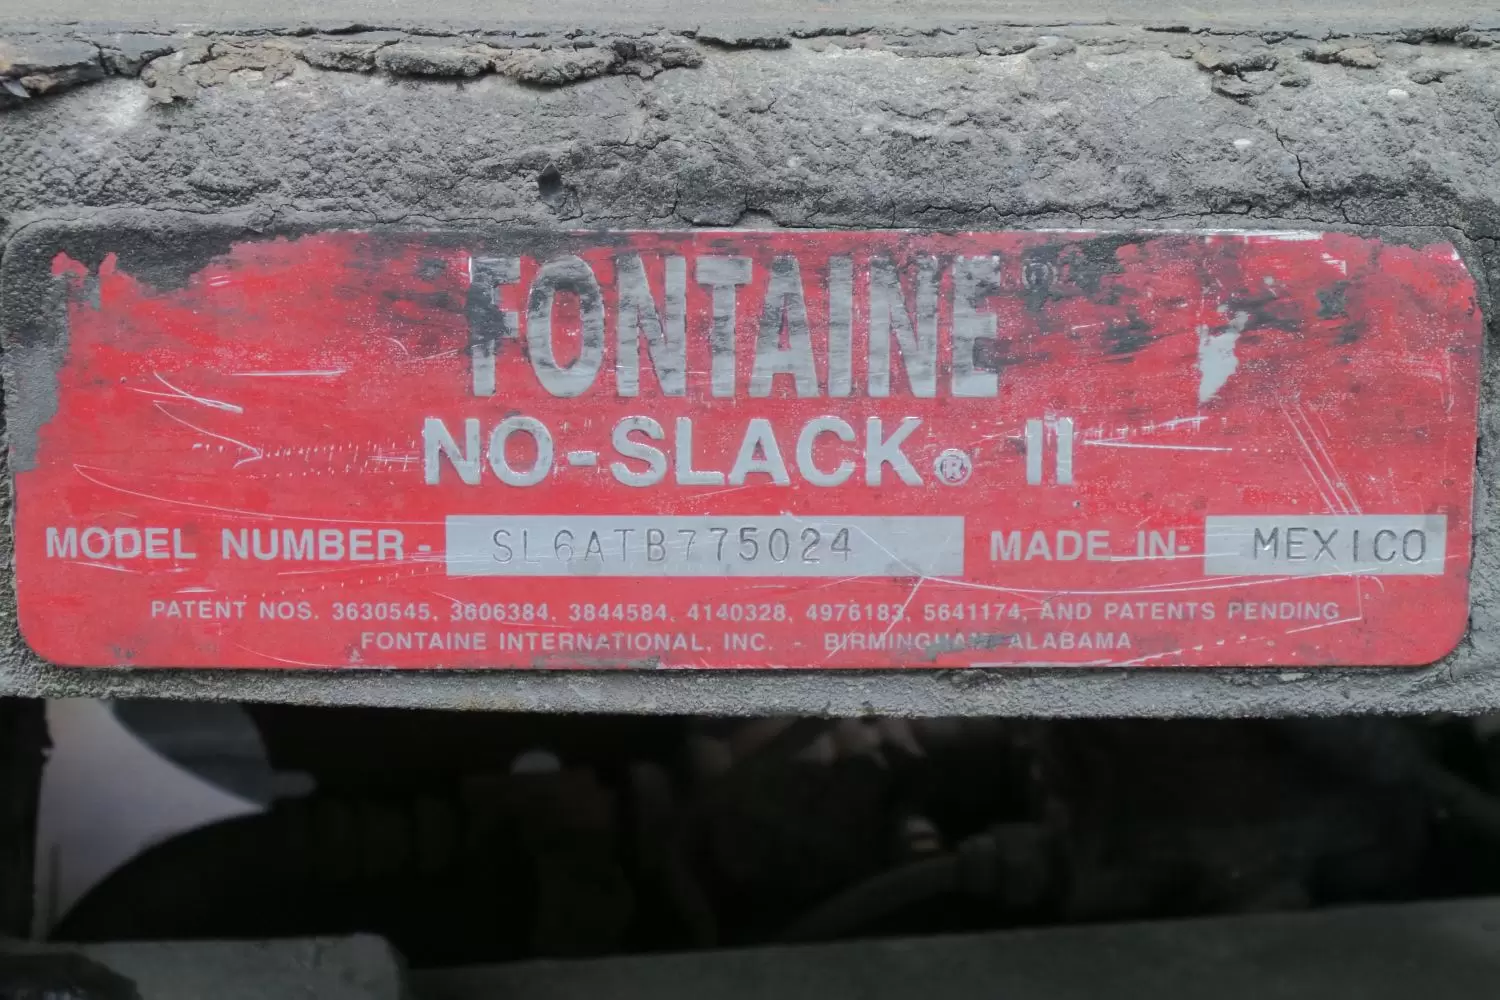 FONTAINE ®
NO-SLACK® II
MODEL NUMBER- SL6ATB775024 MADE IN- MEXICO
PATENT NOS. 3630545, 3606384, 3844584, 4140328, 4976183, 5641174, AND PATENTS PENDING
FONTAINE INTERNATIONAL, INC. - BIRMINGHAM ALABAMA